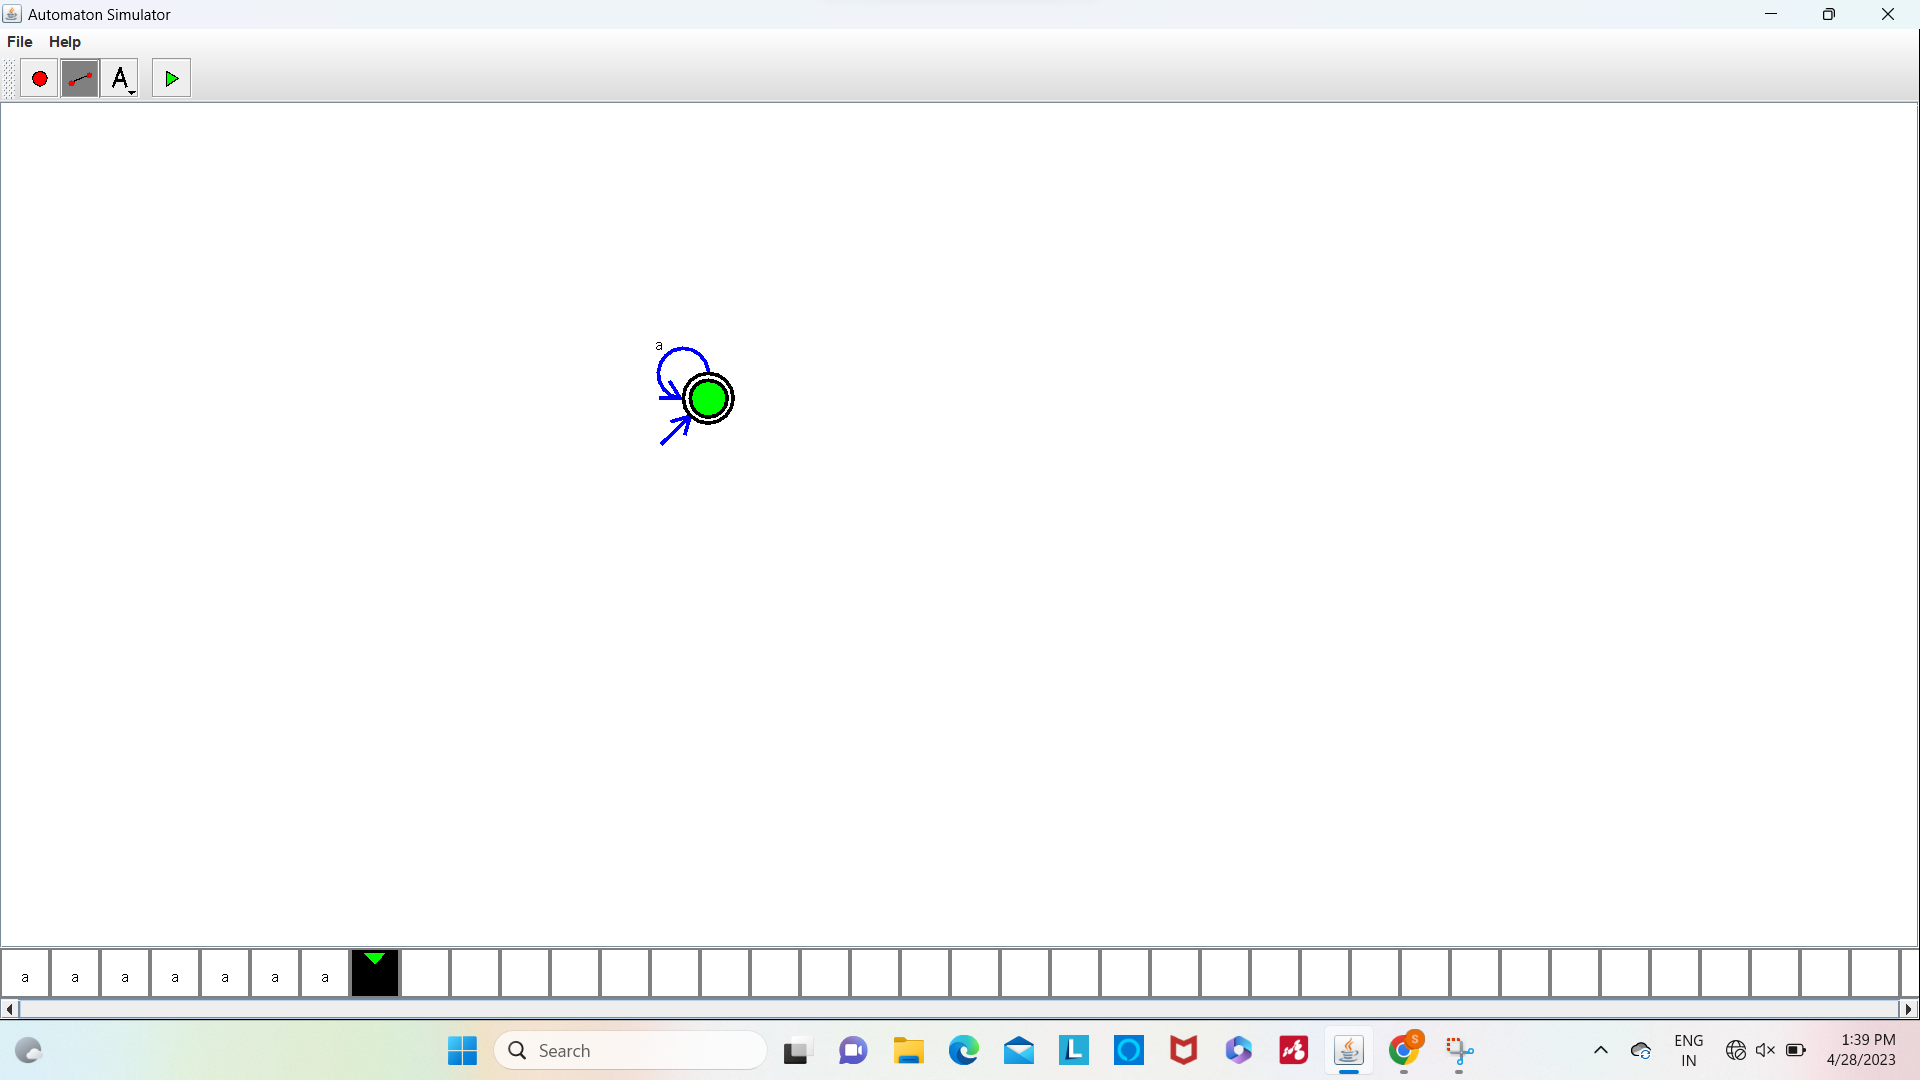 Automaton Simulator
File Help
A
a
a a a a a a a
Search
ENG
IN
1:39 PM
4/28/2023
S
L